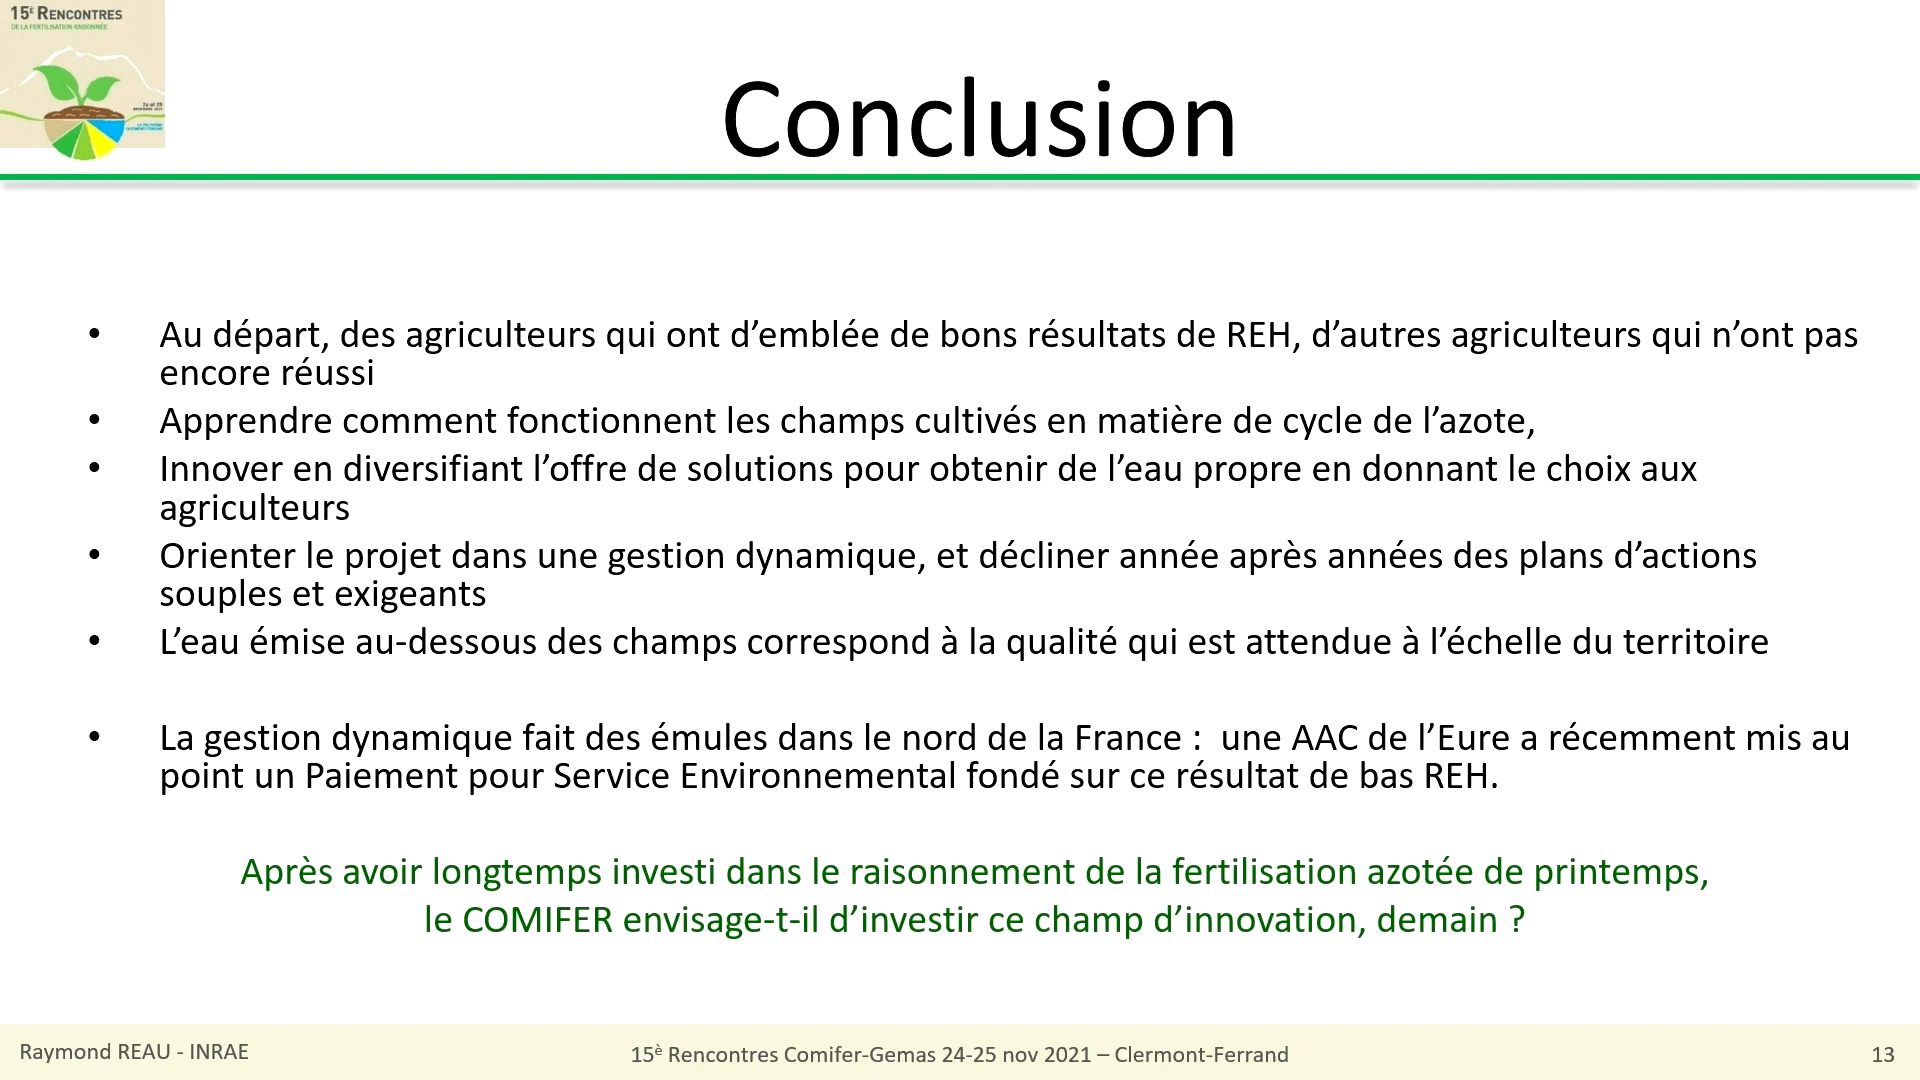 15È RENCONTRES
DE LA FERTILISATION RAISONNÉE
24 et 25
NOVEMBRE 2021
Conclusion
• Au départ, des agriculteurs qui ont d’emblée de bons résultats de REH, d’autres agriculteurs qui n’ont pas
encore réussi
• Apprendre comment fonctionnent les champs cultivés en matière de cycle de l’azote,
• Innover en diversifiant l’offre de solutions pour obtenir de l’eau propre en donnant le choix aux
agriculteurs
• Orienter le projet dans une gestion dynamique, et décliner année après années des plans d’actions
souples et exigeants
• L’eau émise au-dessous des champs correspond à la qualité qui est attendue à l’échelle du territoire
• La gestion dynamique fait des émules dans le nord de la France :  une AAC de l’Eure a récemment mis au
point un Paiement pour Service Environnemental fondé sur ce résultat de bas REH.
Après avoir longtemps investi dans le raisonnement de la fertilisation azotée de printemps,
le COMIFER envisage-t-il d’investir ce champ d’innovation, demain ?
Raymond REAU - INRAE
15è Rencontres Comifer-Gemas 24-25 nov 2021 – Clermont-Ferrand
13